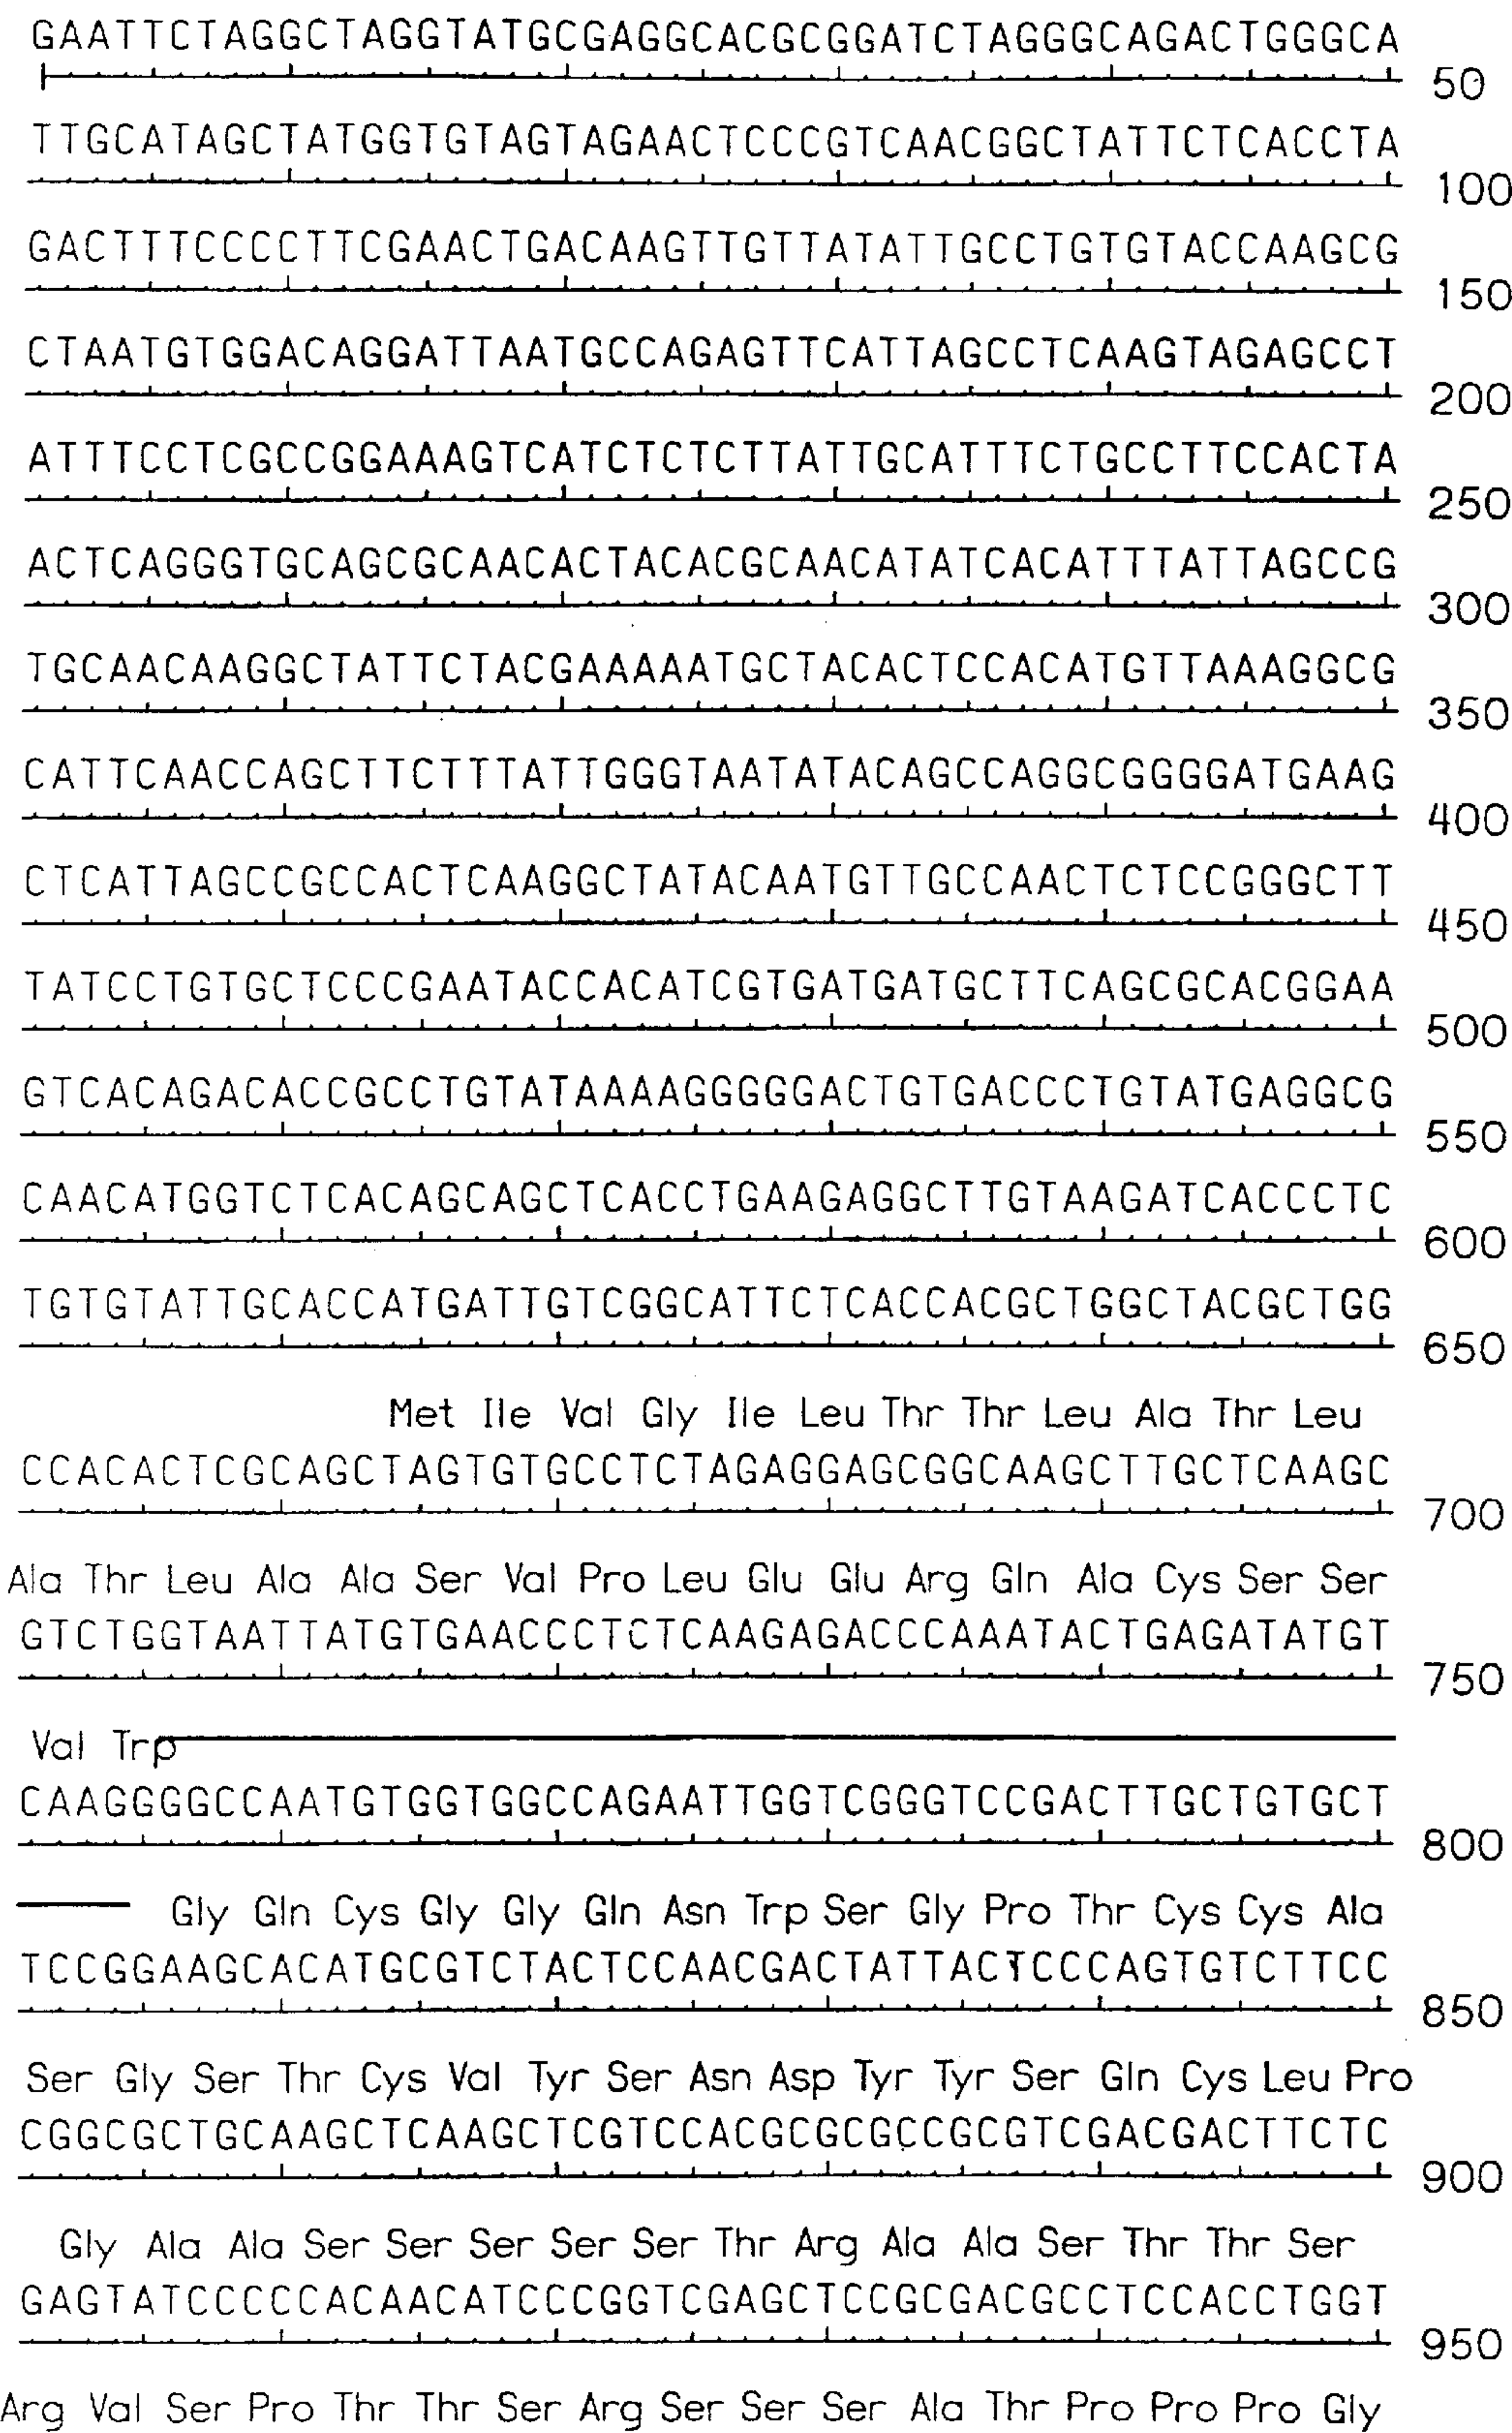 GAATTCTAGGCTAGGTATGCGAGGCACGCGGATCTAGGGCAGACTGGGCA
50
TTGCATAGCTATGGTGTAGTAGAACTCCCGTCAACGGCTATTCTCACCTA
100
GACTTTCCCCTTCGAACTGACAAGTTGTTATATTGCCTGTGTACCAAGCG
150
CTAATGTGGACAGGATTAATGCCAGAGTTCATTAGCCTCAAGTAGAGCCT
200
ATTTCCTCGCCGGAAAGTCATCTCTCTTATTGCATTTCTGCCTTCCACTA
250
ACTCAGGGTGCAGCGCAACACTACACGCAACATATCACATTTATTAGCCG
300
TGCAACAAGGCTATTCTACGAAAAATGCTACACTCCACATGTTAAAGGCG
350
CATTCAACCAGCTTCTTTATTGGGTAATATACAGCCAGGCGGGGATGAAG
400
CTCATTAGCCGCCACTCAAGGCTATACAATGTTGCCAACTCTCCGGGCTT
450
TATCCTGTGCTCCCGAATACCACATCGTGATGATGCTTCAGCGCACGGAA
500
GTCACAGACACCGCCTGTATAAAAGGGGGACTGTGACCCTGTATGAGGCG
550
CAACATGGTCTCACAGCAGCTCACCTGAAGAGGCTTGTAAGATCACCCTC
600
TGTGTATTGCACCATGATTGTCGGCATTCTCACCACGCTGGCTACGCTGG
650
Met Ile Val Gly Ile Leu Thr Thr Leu Ala Thr Leu
CCACACTCGCAGCTAGTGTGCCTCTAGAGGAGCGGCAAGCTTGCTCAAGC
700
Ala Thr Leu Ala Ala Ser Val Pro Leu Glu Glu Arg Gln Ala Cys Ser Ser
GTCTGGTAATTATGTGAACCCTCTCAAGAGACCCAAATACTGAGATATGT
750
Val Trp
CAAGGGGCCAATGTGGTGGCCAGAATTGGTCGGGTCCGACTTGCTGTGCT
800
Gly Gln Cys Gly Gly Gln Asn Trp Ser Gly Pro Thr Cys Cys Ala
TCCGGAAGCACATGCGTCTACTCCAACGACTATTACTCCCAGTGTCTTCC
850
Ser Gly Ser Thr Cys Val Tyr Ser Asn Asp Tyr Tyr Ser Gln Cys Leu Pro
CGGCGCTGCAAGCTCAAGCTCGTCCACGCGCGCCGCGTCGACGACTTCTC
900
Gly Ala Ala Ser Ser Ser Ser Ser Thr Arg Ala Ala Ser Thr Thr Ser
GAGTATCCCCCACAACATCCCGGTCGAGCTCCGCGACGCCTCCACCTGGT
950
Arg Val Ser Pro Thr Thr Ser Arg Ser Ser Ser Ala Thr Pro Pro Pro Gly